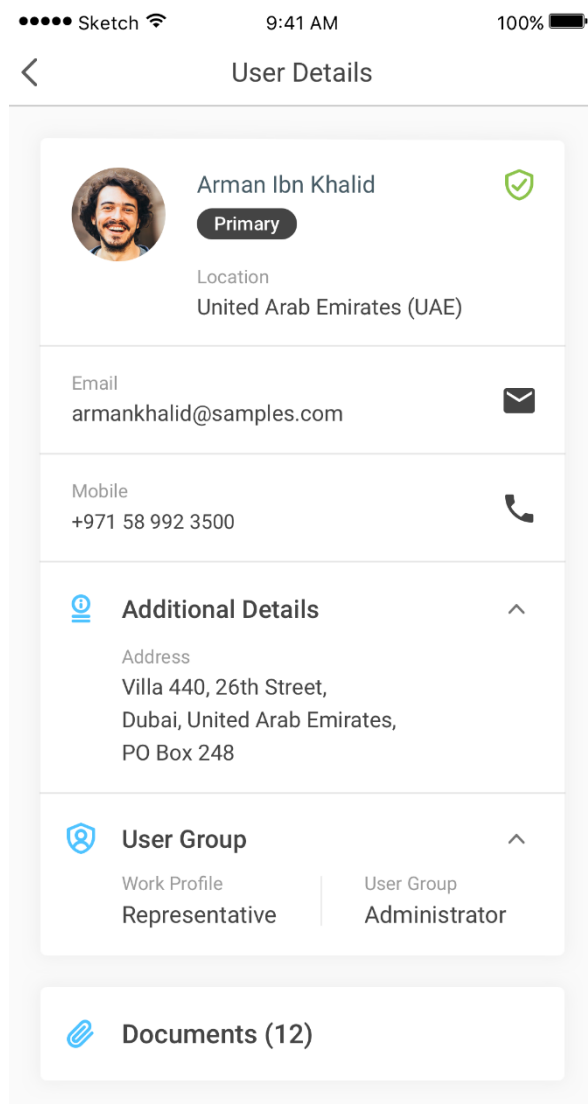 Sketch 9:41 AM 100%
User Details
Arman Ibn Khalid
Primary
Location
United Arab Emirates (UAE)
Email
armankhalid@samples.com
Mobile
+971 58 992 3500
Additional Details
Address
Villa 440, 26th Street,
Dubai, United Arab Emirates,
PO Box 248
User Group
Work Profile User Group
Representative Administrator
Documents (12)